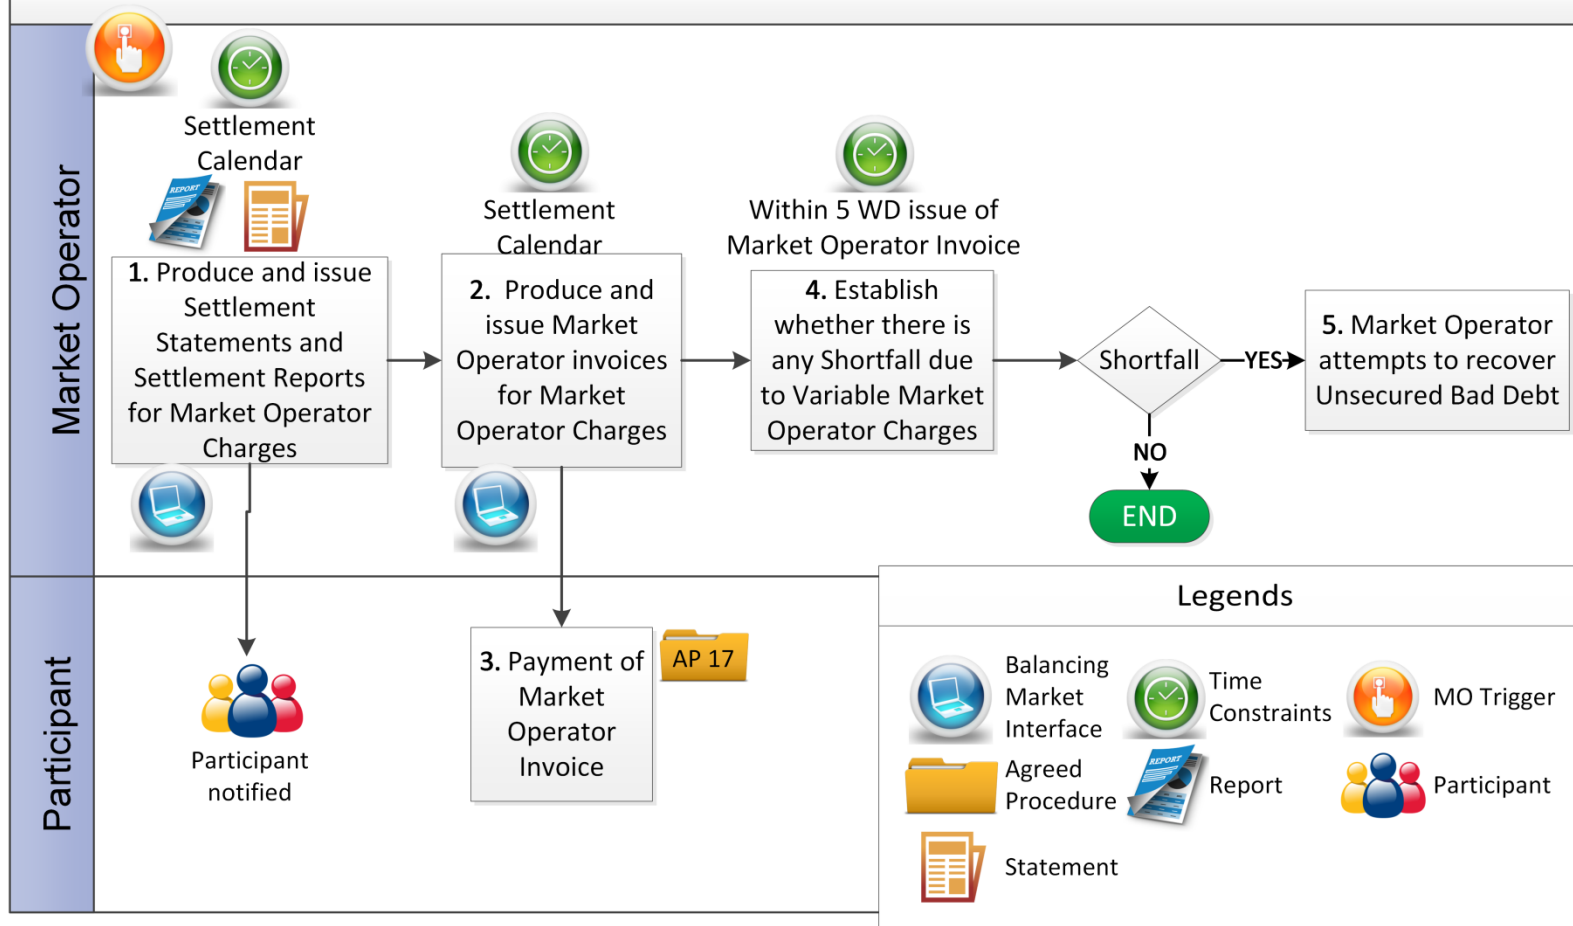 Market Operator
Settlement
Calendar
REPORT
1. Produce and issue
Settlement
Statements and
Settlement Reports
for Market Operator
Charges
Settlement
Calendar
2. Produce and
issue Market
Operator invoices
for Market
Operator Charges
Within 5 WD issue of
Market Operator Invoice
4. Establish
whether there is
any Shortfall due
to Variable Market
Operator Charges
Shortfall
YES
NO
END
5. Market Operator
attempts to recover
Unsecured Bad Debt
Participant
Participant
notified
3. Payment of
Market
Operator
Invoice
AP 17
Legends
Balancing
Market
Interface
Time
Constraints
MO Trigger
Agreed
Procedure
REPORT
Report
Participant
Statement